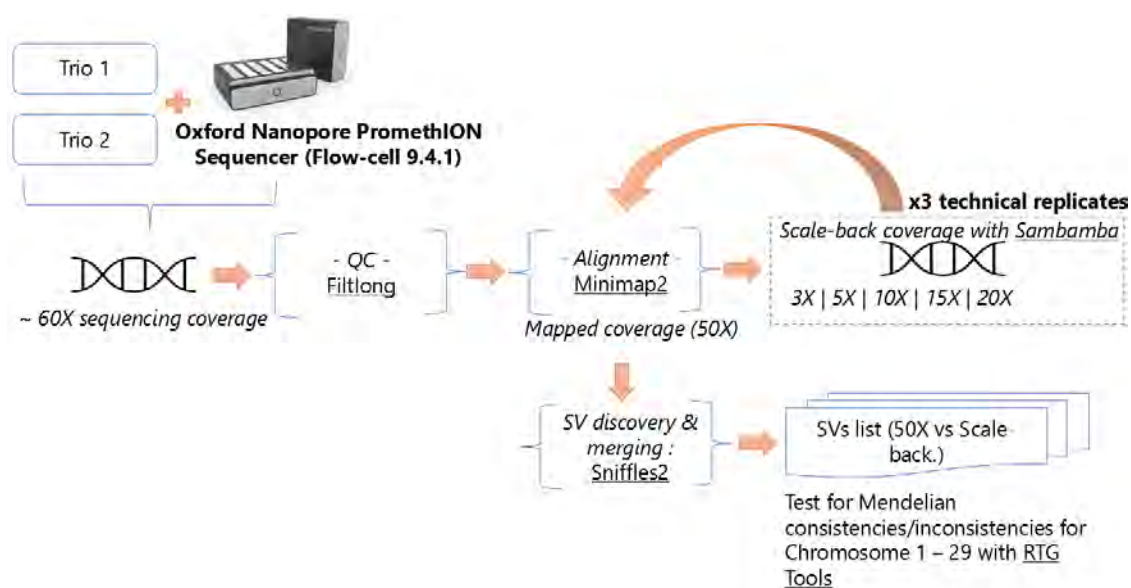 Trio 1
Trio 2
Oxford Nanopore PromethION
Sequencer (Flow-cell 9.4.1)
~ 60X sequencing coverage
- QC -
Filtlong
- Alignment -
Minimap2
Mapped coverage (50X)
x3 technical replicates
Scale-back coverage with Sambamba
3X | 5X | 10X | 15X | 20X
SV discovery &
merging :
Sniffles2
SVs list (50X vs Scale-
back.)
Test for Mendelian
consistencies/inconsistencies for
Chromosome 1 – 29 with RTG
Tools